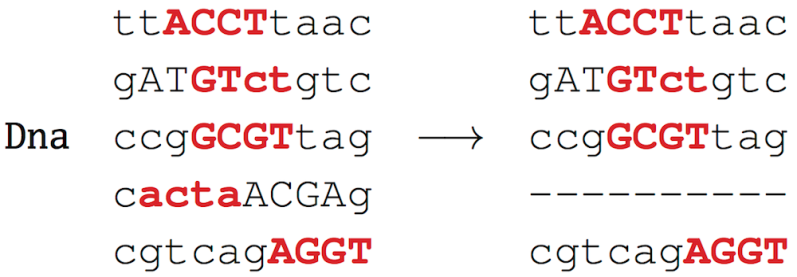 ttACCTtaac ttACCTtaac
gATGTctgtc gATGTctgtc
Dna ccgGCGTtag ⟶ ccgGCGTtag
cactaACGAg ----------
cgtcagAGGT cgtcagAGGT